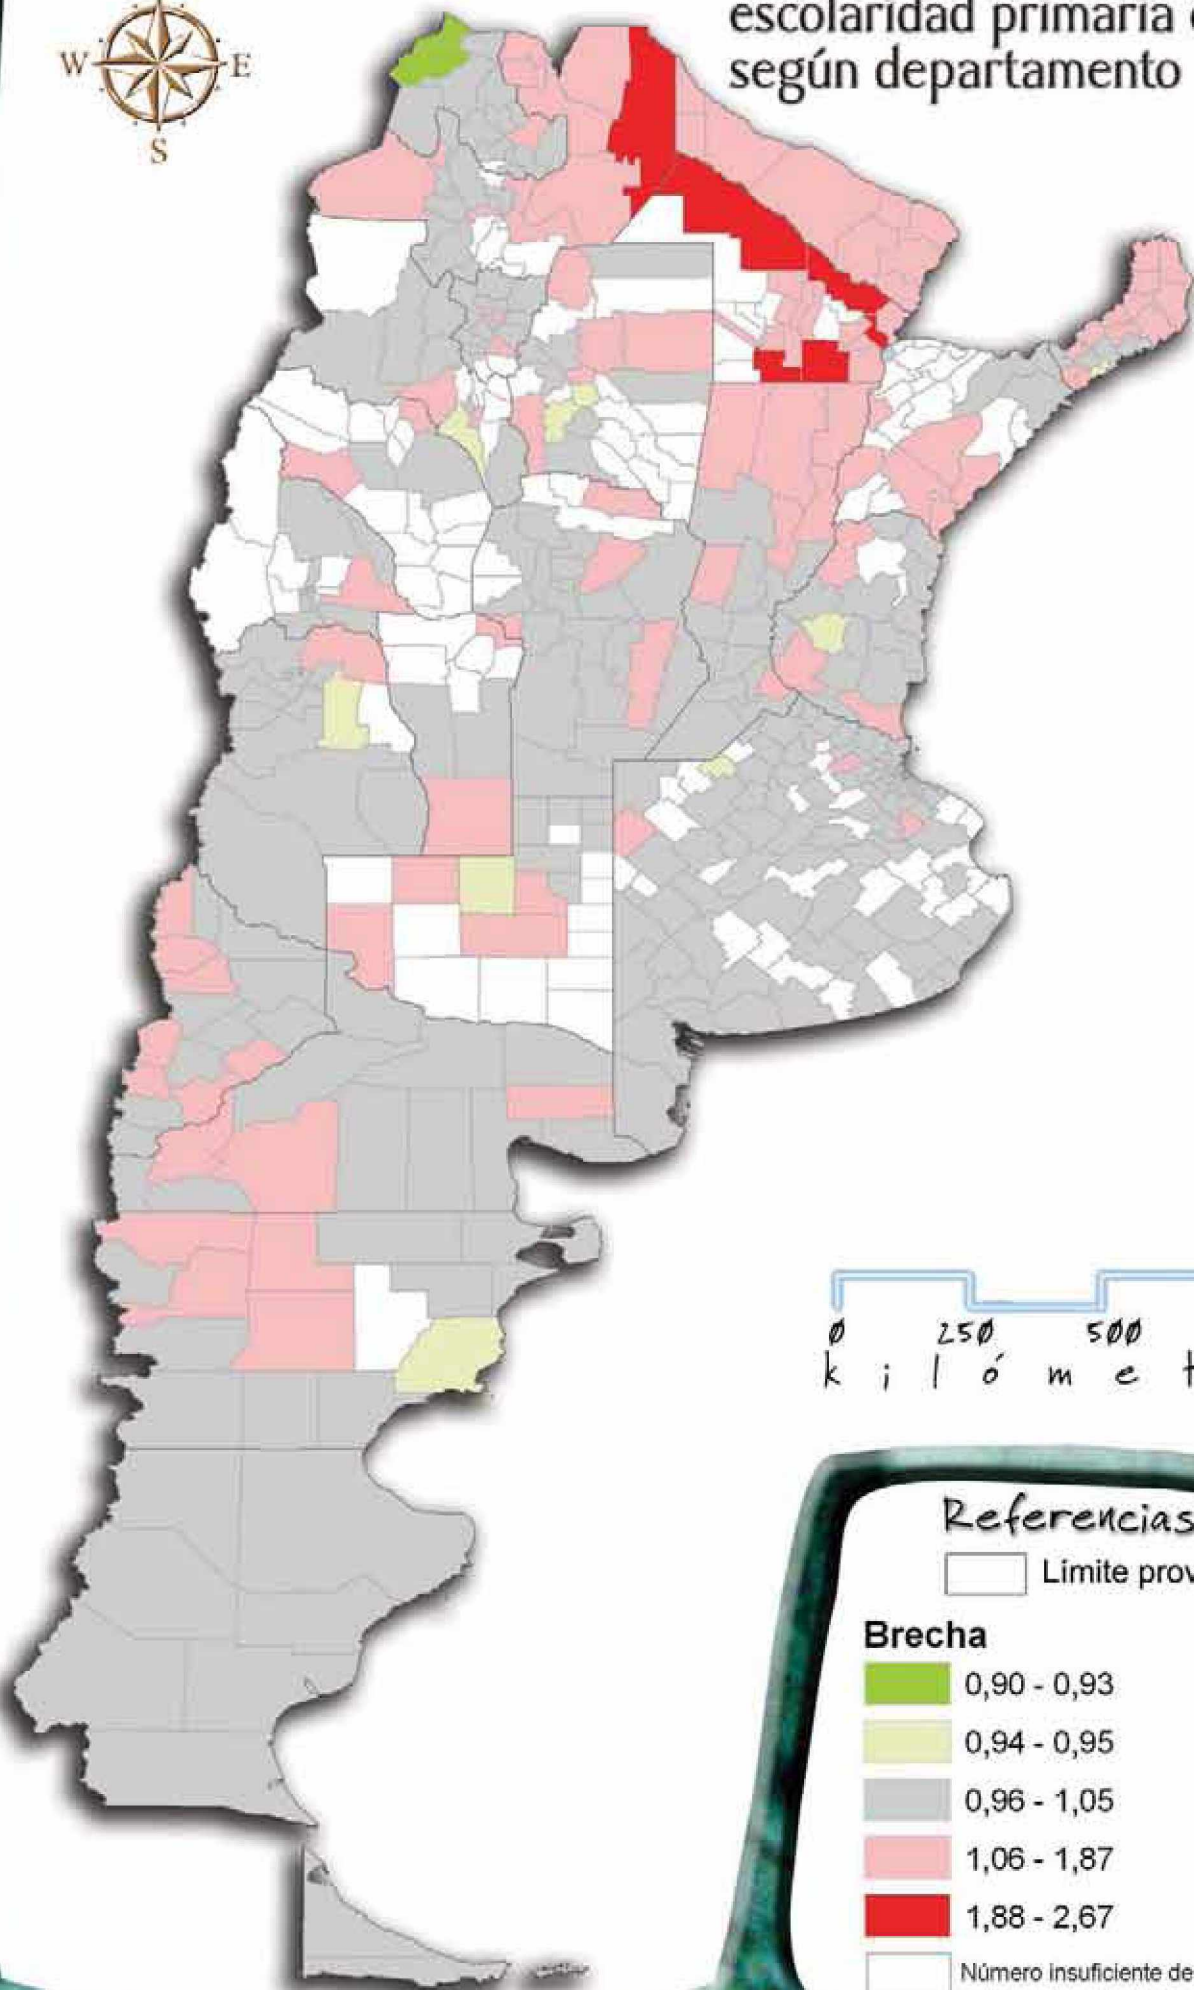 escolaridad primaria
según departamento
W E
S
0 250 500
k i l ó m e t
Referencias
Límite prov
Brecha
0,90 - 0,93
0,94 - 0,95
0,96 - 1,05
1,06 - 1,87
1,88 - 2,67
Número insuficiente de